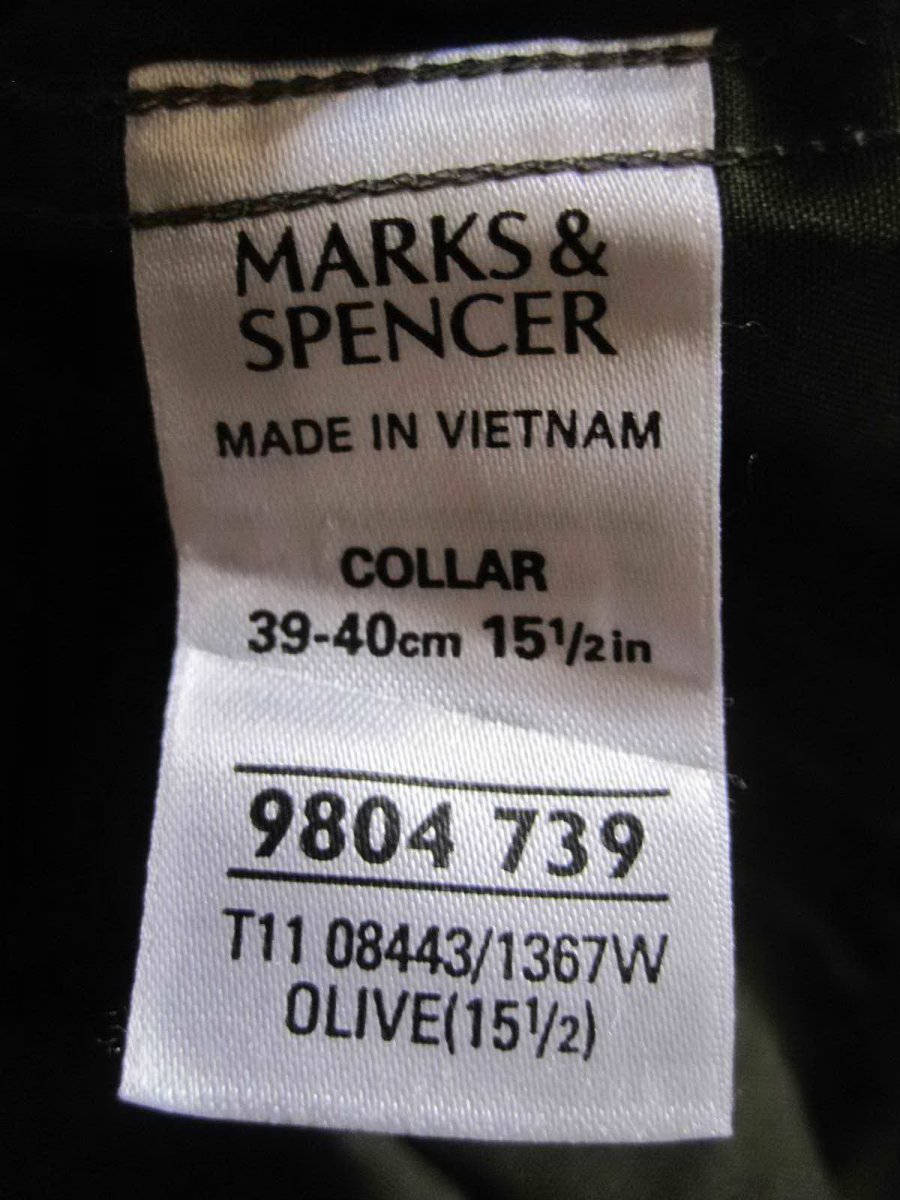 MARKS &
SPENCER
MADE IN VIETNAM
COLLAR
39-40cm 15½in
9804 739
T11 08443/1367W
OLIVE(15½)